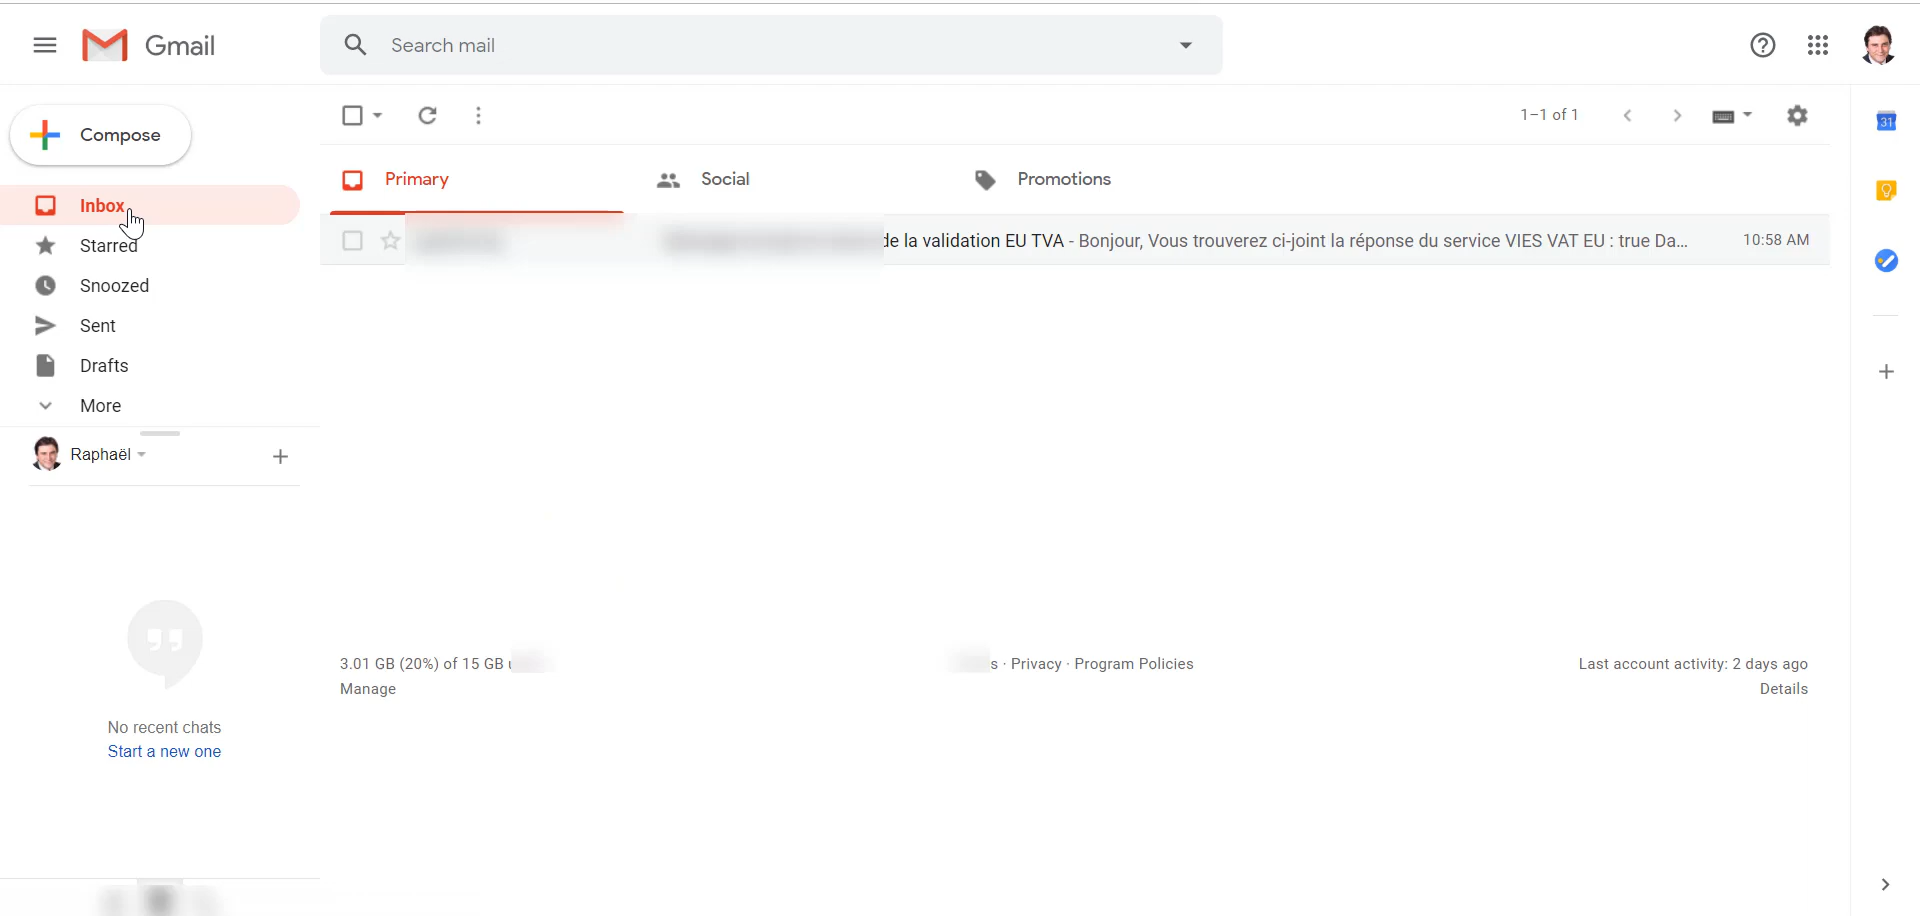 Gmail
Search mail
Compose
1–1 of 1
31
Primary
Social
Promotions
Inbox
de la validation EU TVA - Bonjour, Vous trouverez ci-joint la réponse du service VIES VAT EU : true Da...
10:58 AM
Starred
Snoozed
Sent
Drafts
More
Raphaël
3.01 GB (20%) of 15 GB
· Privacy · Program Policies
Last account activity: 2 days ago
Manage
Details
No recent chats
Start a new one